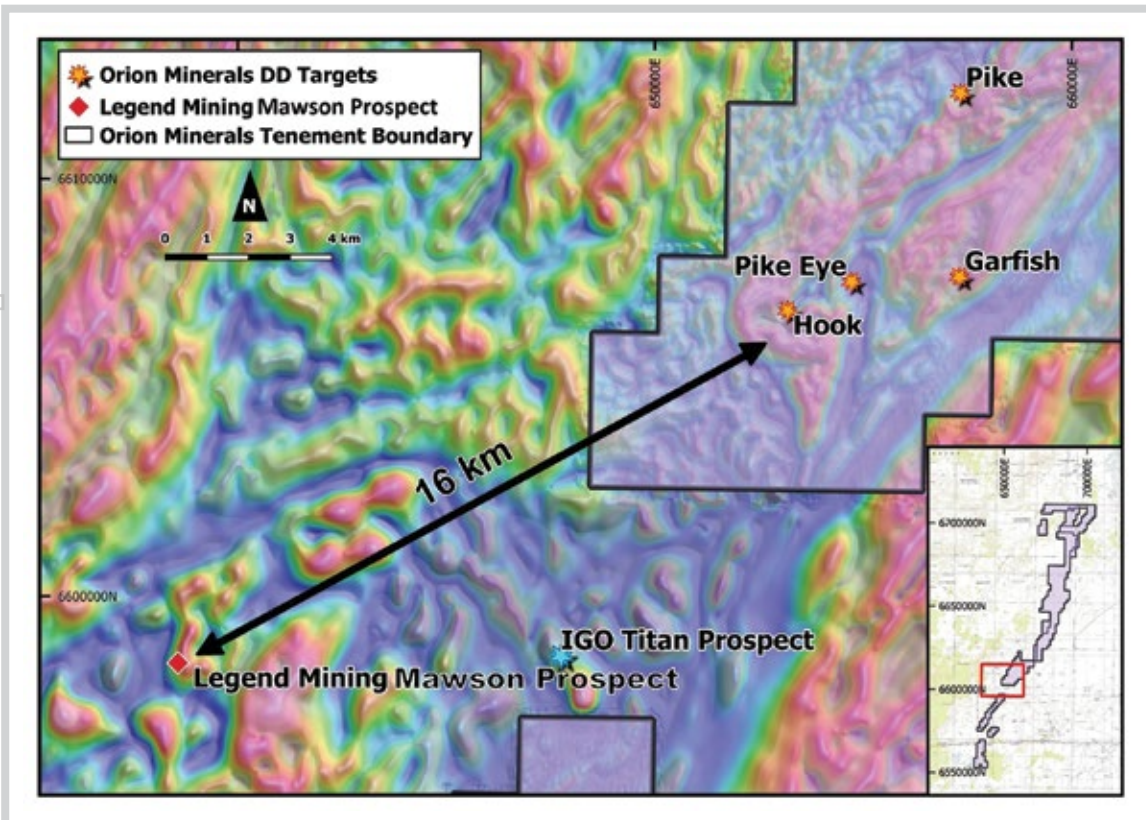 Orion Minerals DD Targets
Legend Mining Mawson Prospect
Orion Minerals Tenement Boundary
650000E
660000E
Pike
6610000N
N
0 1 2 3 4 km
Pike Eye
Garfish
Hook
16 km
6600000N
IGO Titan Prospect
Legend Mining Mawson Prospect
650000E
700000E
6700000N
6650000N
6600000N
6550000N